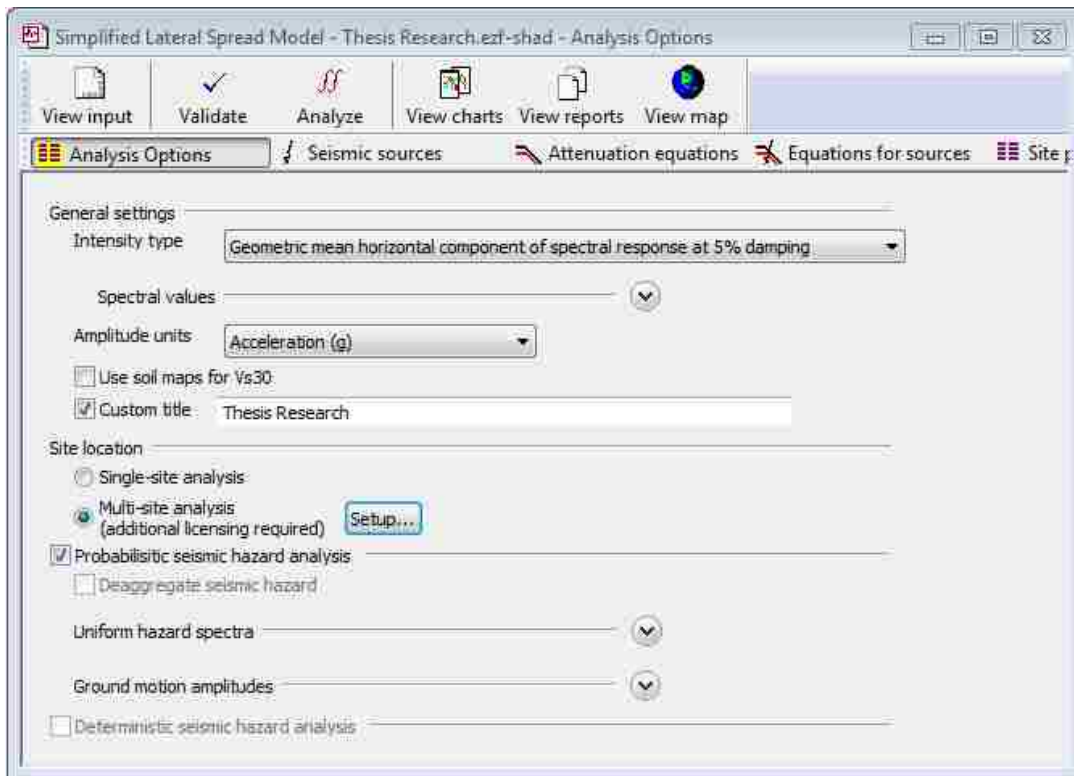 Simplified Lateral Spread Model - Thesis Research.ezf-shad - Analysis Options
View input Validate Analyze View charts View reports View map
Analysis Options Seismic sources Attenuation equations Equations for sources Site p
General settings
Intensity type Geometric mean horizontal component of spectral response at 5% damping
Spectral values
Amplitude units Acceleration (g)
Use soil maps for Vs30
Custom title Thesis Research
Site location
Single-site analysis
Multi-site analysis
(additional licensing required) Setup...
Probabilisitic seismic hazard analysis
Deaggregate seismic hazard
Uniform hazard spectra
Ground motion amplitudes
Deterministic seismic hazard analysis